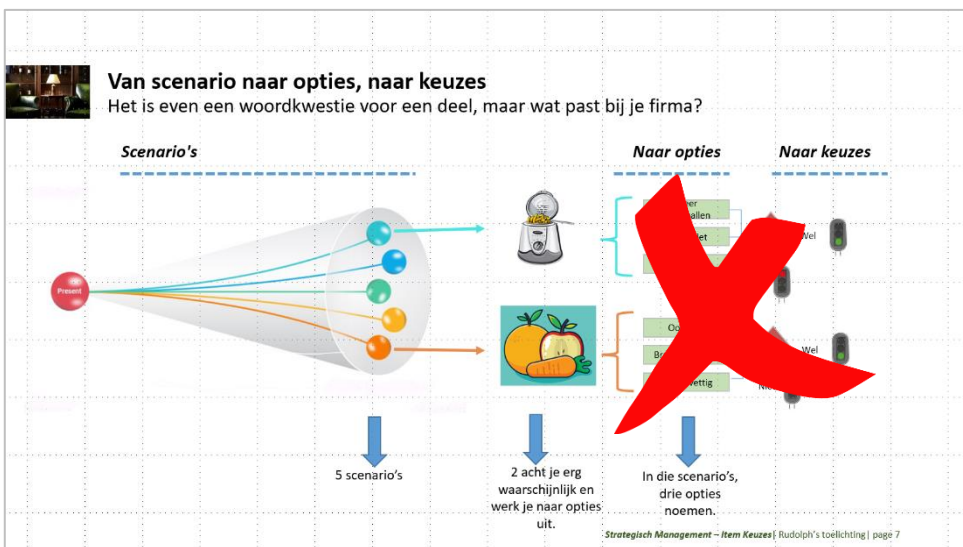 Van scenario naar opties, naar keuzes
Het is even een woordkwestie voor een deel, maar wat past bij je firma?
Scenario's
Naar opties
Naar keuzes
Present
Wel
Wel
5 scenario's
2 acht je erg
waarschijnlijk en
werk je naar opties
uit.
In die scenario's,
drie opties
noemen.
Strategisch Management – Item Keuzes| Rudolph's toelichting| page 7